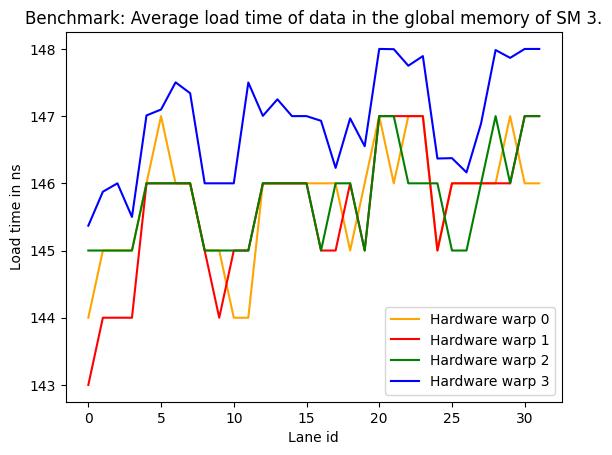 Benchmark: Average load time of data in the global memory of SM 3.
148
147
146
145
144
143
Load time in ns
Hardware warp 0
Hardware warp 1
Hardware warp 2
Hardware warp 3
0 5 10 15 20 25 30
Lane id